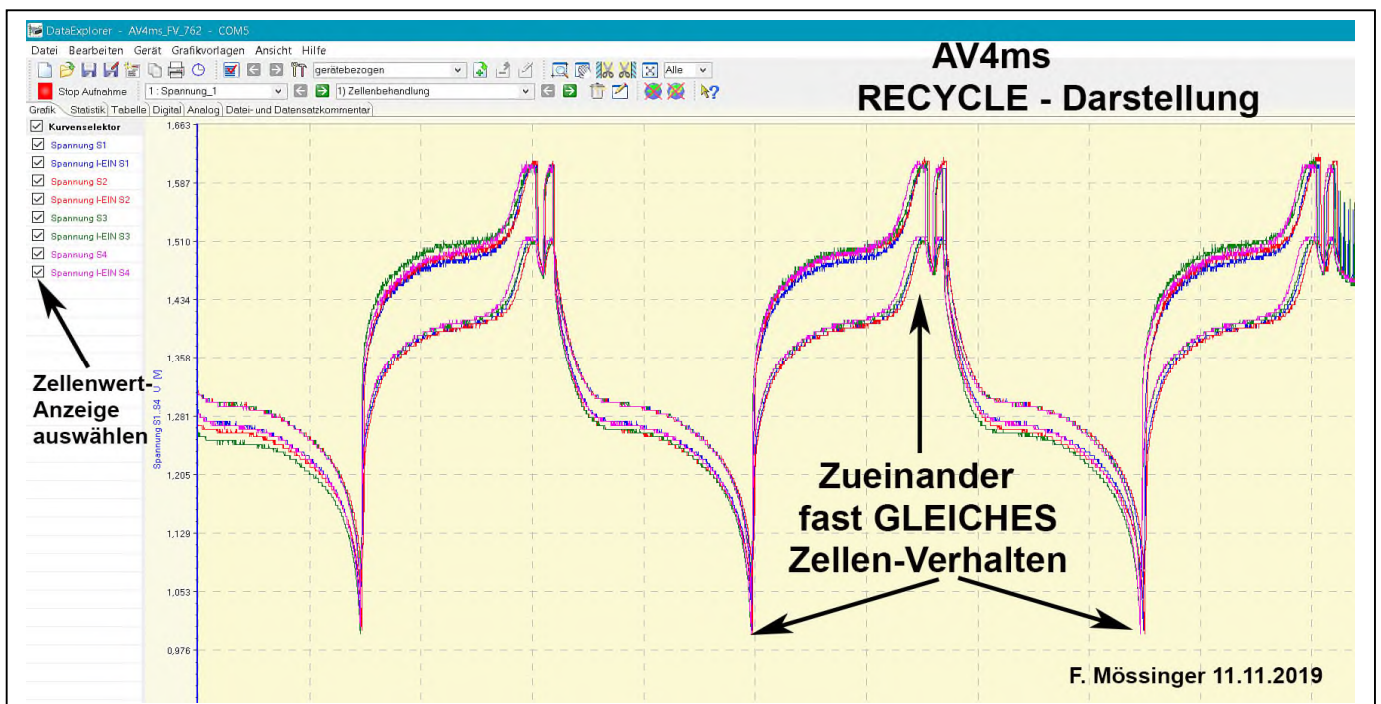 DataExplorer - AV4ms_FV_762 - COM5
Datei Bearbeiten Gerät Grafikvorlagen Ansicht Hilfe
gerätebezogen
Alle
Stop Aufnahme
1 : Spannung_1
1) Zellenbehandlung
Grafik Statistik Tabelle Digital Analog Datei- und Datensatzkommentar
AV4ms
RECYCLE - Darstellung
Kurvenselektor
Spannung S1
Spannung I-EIN S1
Spannung S2
Spannung I-EIN S2
Spannung S3
Spannung I-EIN S3
Spannung S4
Spannung I-EIN S4
Zellenwert-
Anzeige
auswählen
Spannung S1..S4 U [V]
1,663
1,587
1,510
1,434
1,358
1,281
1,205
1,129
1,053
0,976
Zueinander
fast GLEICHES
Zellen-Verhalten
F. Mössinger 11.11.2019